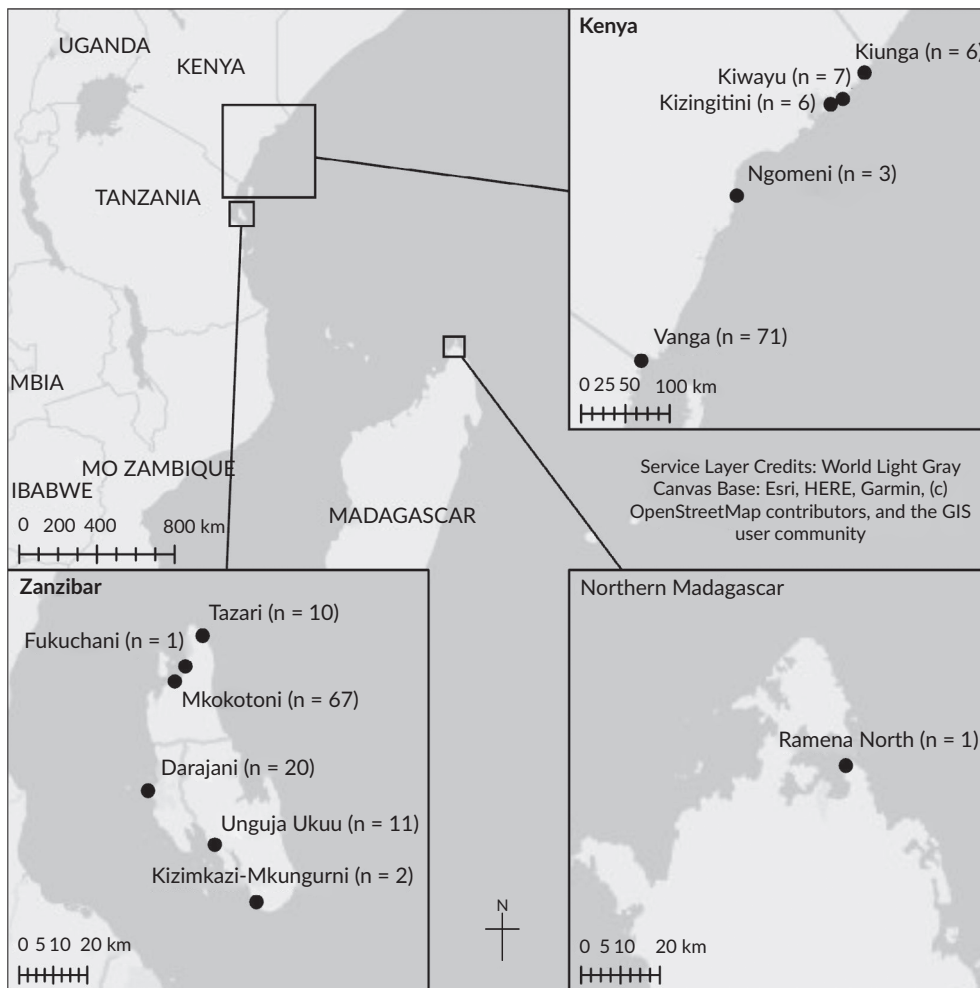 UGANDA
KENYA
TANZANIA
MBIA
MO ZAMBIQUE
IBABWE
MADAGASCAR
0 200 400 800 km
Kenya
Kiunga (n = 6)
Kiwayu (n = 7)
Kizingitini (n = 6)
Ngomeni (n = 3)
Vanga (n = 71)
0 25 50 100 km
Service Layer Credits: World Light Gray
Canvas Base: Esri, HERE, Garmin, (c)
OpenStreetMap contributors, and the GIS
user community
Zanzibar
Tazari (n = 10)
Fukuchani (n = 1)
Mkokotoni (n = 67)
Darajani (n = 20)
Unguja Ukuu (n = 11)
Kizimkazi-Mkungurni (n = 2)
0 5 10 20 km
N
Northern Madagascar
Ramena North (n = 1)
0 5 10 20 km